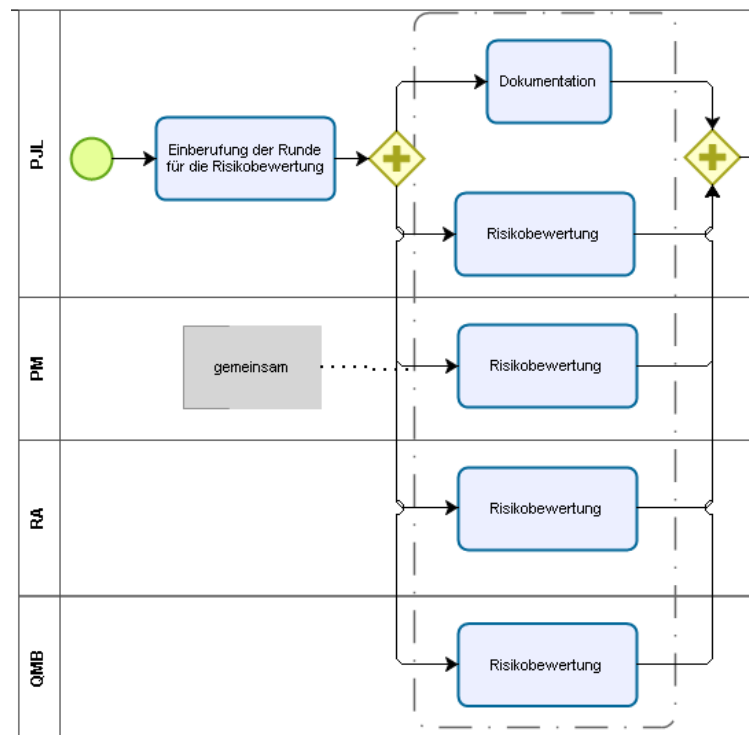 PJL
Einberufung der Runde
für die Risikobewertung
Dokumentation
Risikobewertung
PM
gemeinsam
Risikobewertung
RA
Risikobewertung
QMB
Risikobewertung